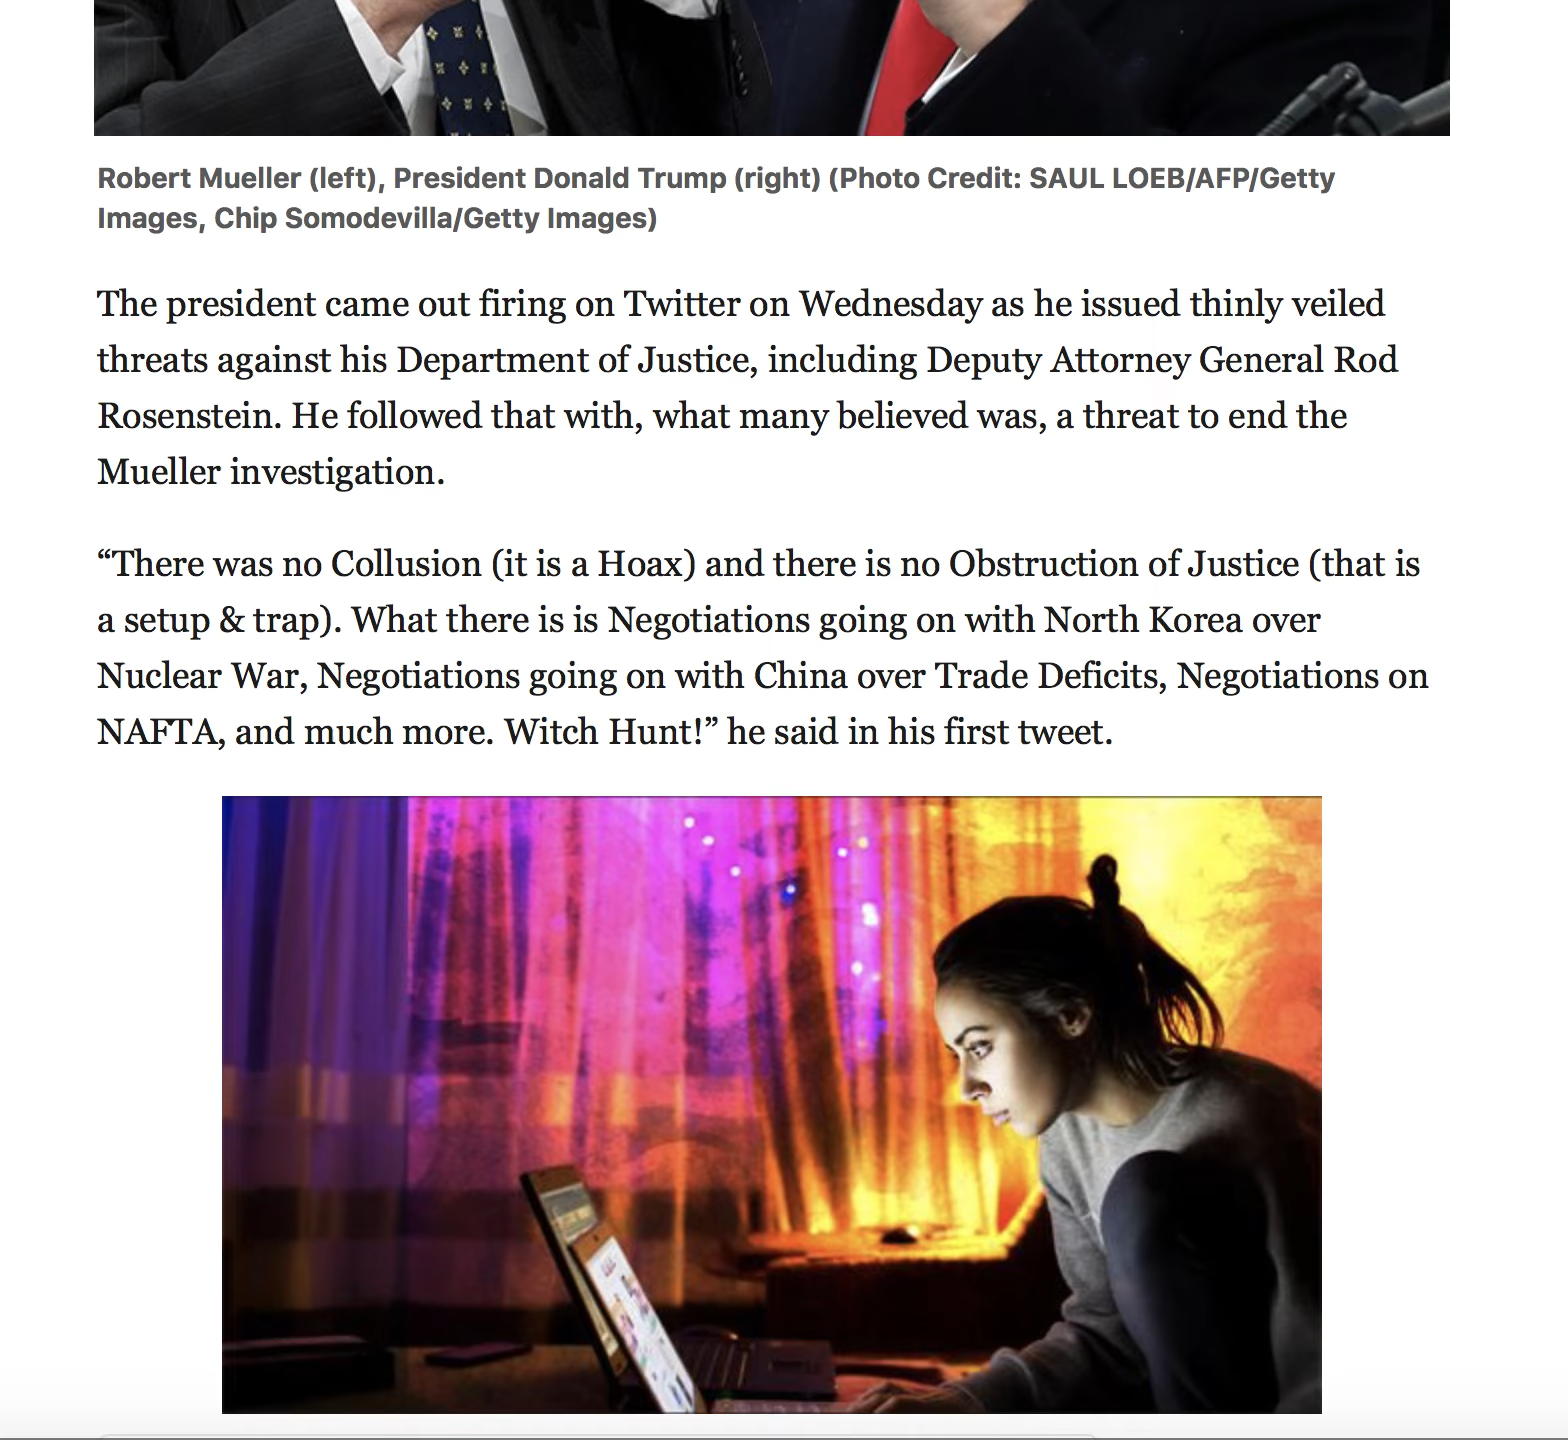 Robert Mueller (left), President Donald Trump (right) (Photo Credit: SAUL LOEB/AFP/Getty
Images, Chip Somodevilla/Getty Images)
The president came out firing on Twitter on Wednesday as he issued thinly veiled
threats against his Department of Justice, including Deputy Attorney General Rod
Rosenstein. He followed that with, what many believed was, a threat to end the
Mueller investigation.
“There was no Collusion (it is a Hoax) and there is no Obstruction of Justice (that is
a setup & trap). What there is is Negotiations going on with North Korea over
Nuclear War, Negotiations going on with China over Trade Deficits, Negotiations on
NAFTA, and much more. Witch Hunt!” he said in his first tweet.